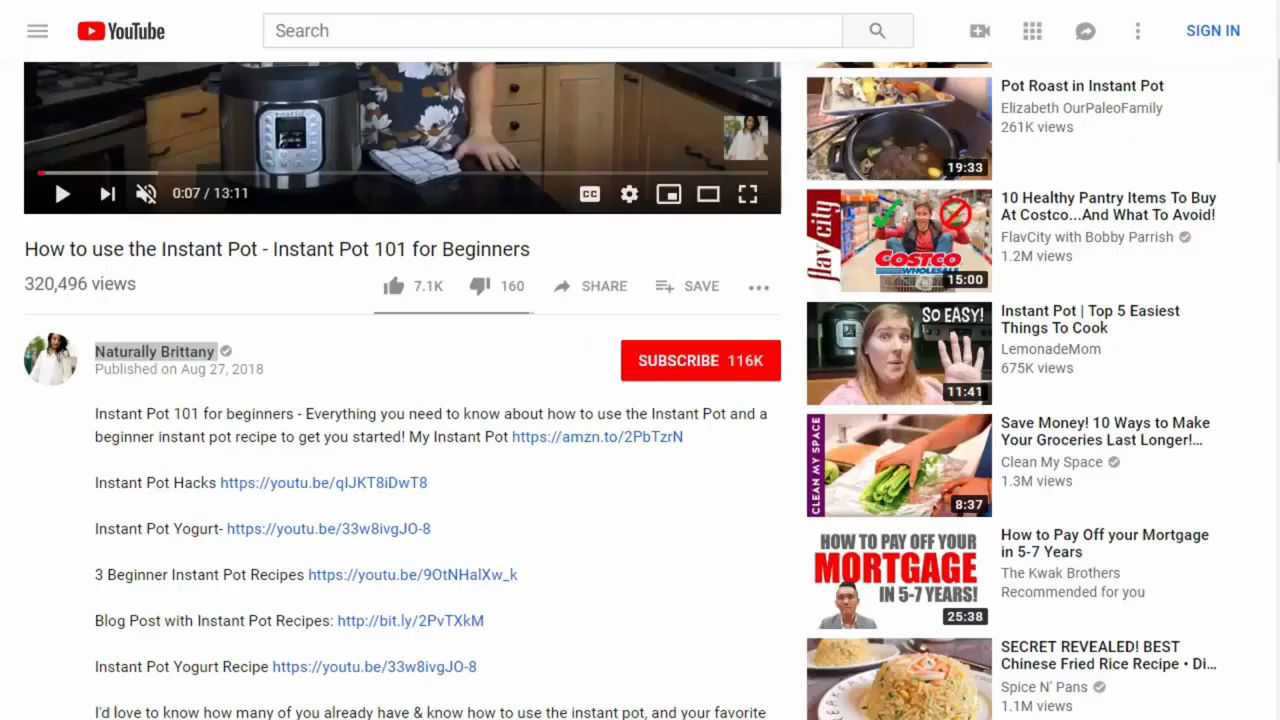 YouTube
Search
SIGN IN
Instant Pot
CC
0:07 / 13:11
How to use the Instant Pot - Instant Pot 101 for Beginners
320,496 views
7.1K
160
SHARE
SAVE
Naturally Brittany
Published on Aug 27, 2018
SUBSCRIBE 116K
Instant Pot 101 for beginners - Everything you need to know about how to use the Instant Pot and a
beginner instant pot recipe to get you started! My Instant Pot https://amzn.to/2PbTzrN
Instant Pot Hacks https://youtu.be/qIJKT8iDwT8
Instant Pot Yogurt- https://youtu.be/33w8ivgJO-8
3 Beginner Instant Pot Recipes https://youtu.be/9OtNHalXw_k
Blog Post with Instant Pot Recipes: http://bit.ly/2PvTXkM
Instant Pot Yogurt Recipe https://youtu.be/33w8ivgJO-8
I'd love to know how many of you already have & know how to use the instant pot, and your favorite
19:33
Pot Roast in Instant Pot
Elizabeth OurPaleoFamily
261K views
flav city
COSTCO
WHOLESALE
15:00
10 Healthy Pantry Items To Buy
At Costco...And What To Avoid!
FlavCity with Bobby Parrish
1.2M views
SO EASY!
11:41
Instant Pot | Top 5 Easiest
Things To Cook
LemonadeMom
675K views
CLEAN MY SPACE
8:37
Save Money! 10 Ways to Make
Your Groceries Last Longer!...
Clean My Space
1.3M views
HOW TO PAY OFF YOUR
MORTGAGE
IN 5-7 YEARS!
25:38
How to Pay Off your Mortgage
in 5-7 Years
The Kwak Brothers
Recommended for you
SECRET REVEALED! BEST
Chinese Fried Rice Recipe • Di...
Spice N' Pans
1.1M views